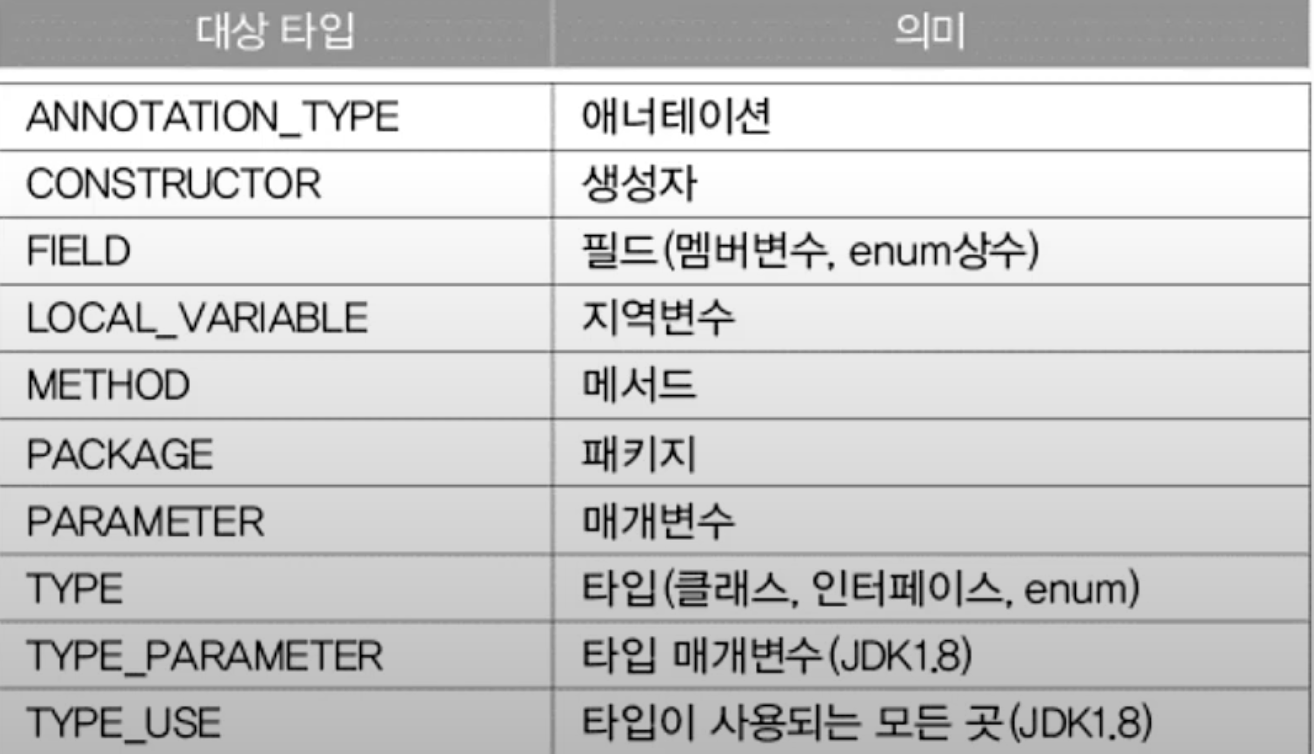 대상 타입 의미
ANNOTATION_TYPE 애너테이션
CONSTRUCTOR 생성자
FIELD 필드(멤버변수, enum상수)
LOCAL_VARIABLE 지역변수
METHOD 메서드
PACKAGE 패키지
PARAMETER 매개변수
TYPE 타입(클래스, 인터페이스, enum)
TYPE_PARAMETER 타입 매개변수(JDK1.8)
TYPE_USE 타입이 사용되는 모든 곳(JDK1.8)